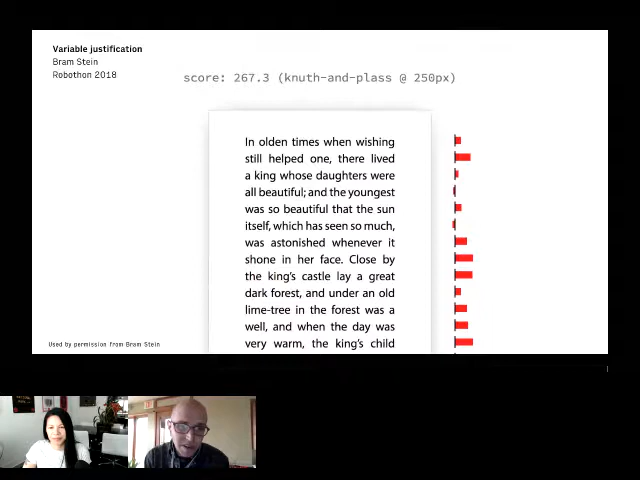 Variable justification
Bram Stein
Robothon 2018
score: 267.3 (knuth-and-plass @ 250px)
In olden times when wishing
still helped one, there lived
a king whose daughters were
all beautiful; and the youngest
was so beautiful that the sun
itself, which has seen so much,
was astonished whenever it
shone in her face. Close by
the king's castle lay a great
dark forest, and under an old
lime-tree in the forest was a
well, and when the day was
very warm, the king's child
Used by permission from Bram Stein